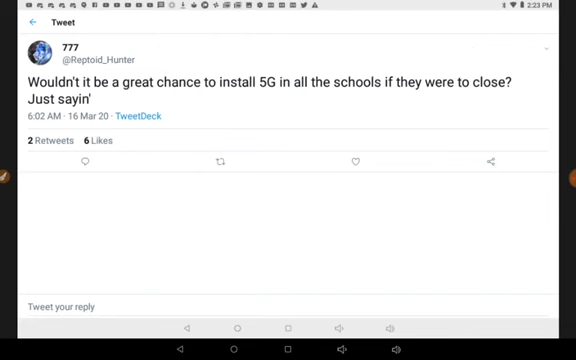 2:23 PM
Tweet
777
@Reptoid_Hunter
Wouldn't it be a great chance to install 5G in all the schools if they were to close?
Just sayin'
6:02 AM · 16 Mar 20 · TweetDeck
2 Retweets 6 Likes
Tweet your reply